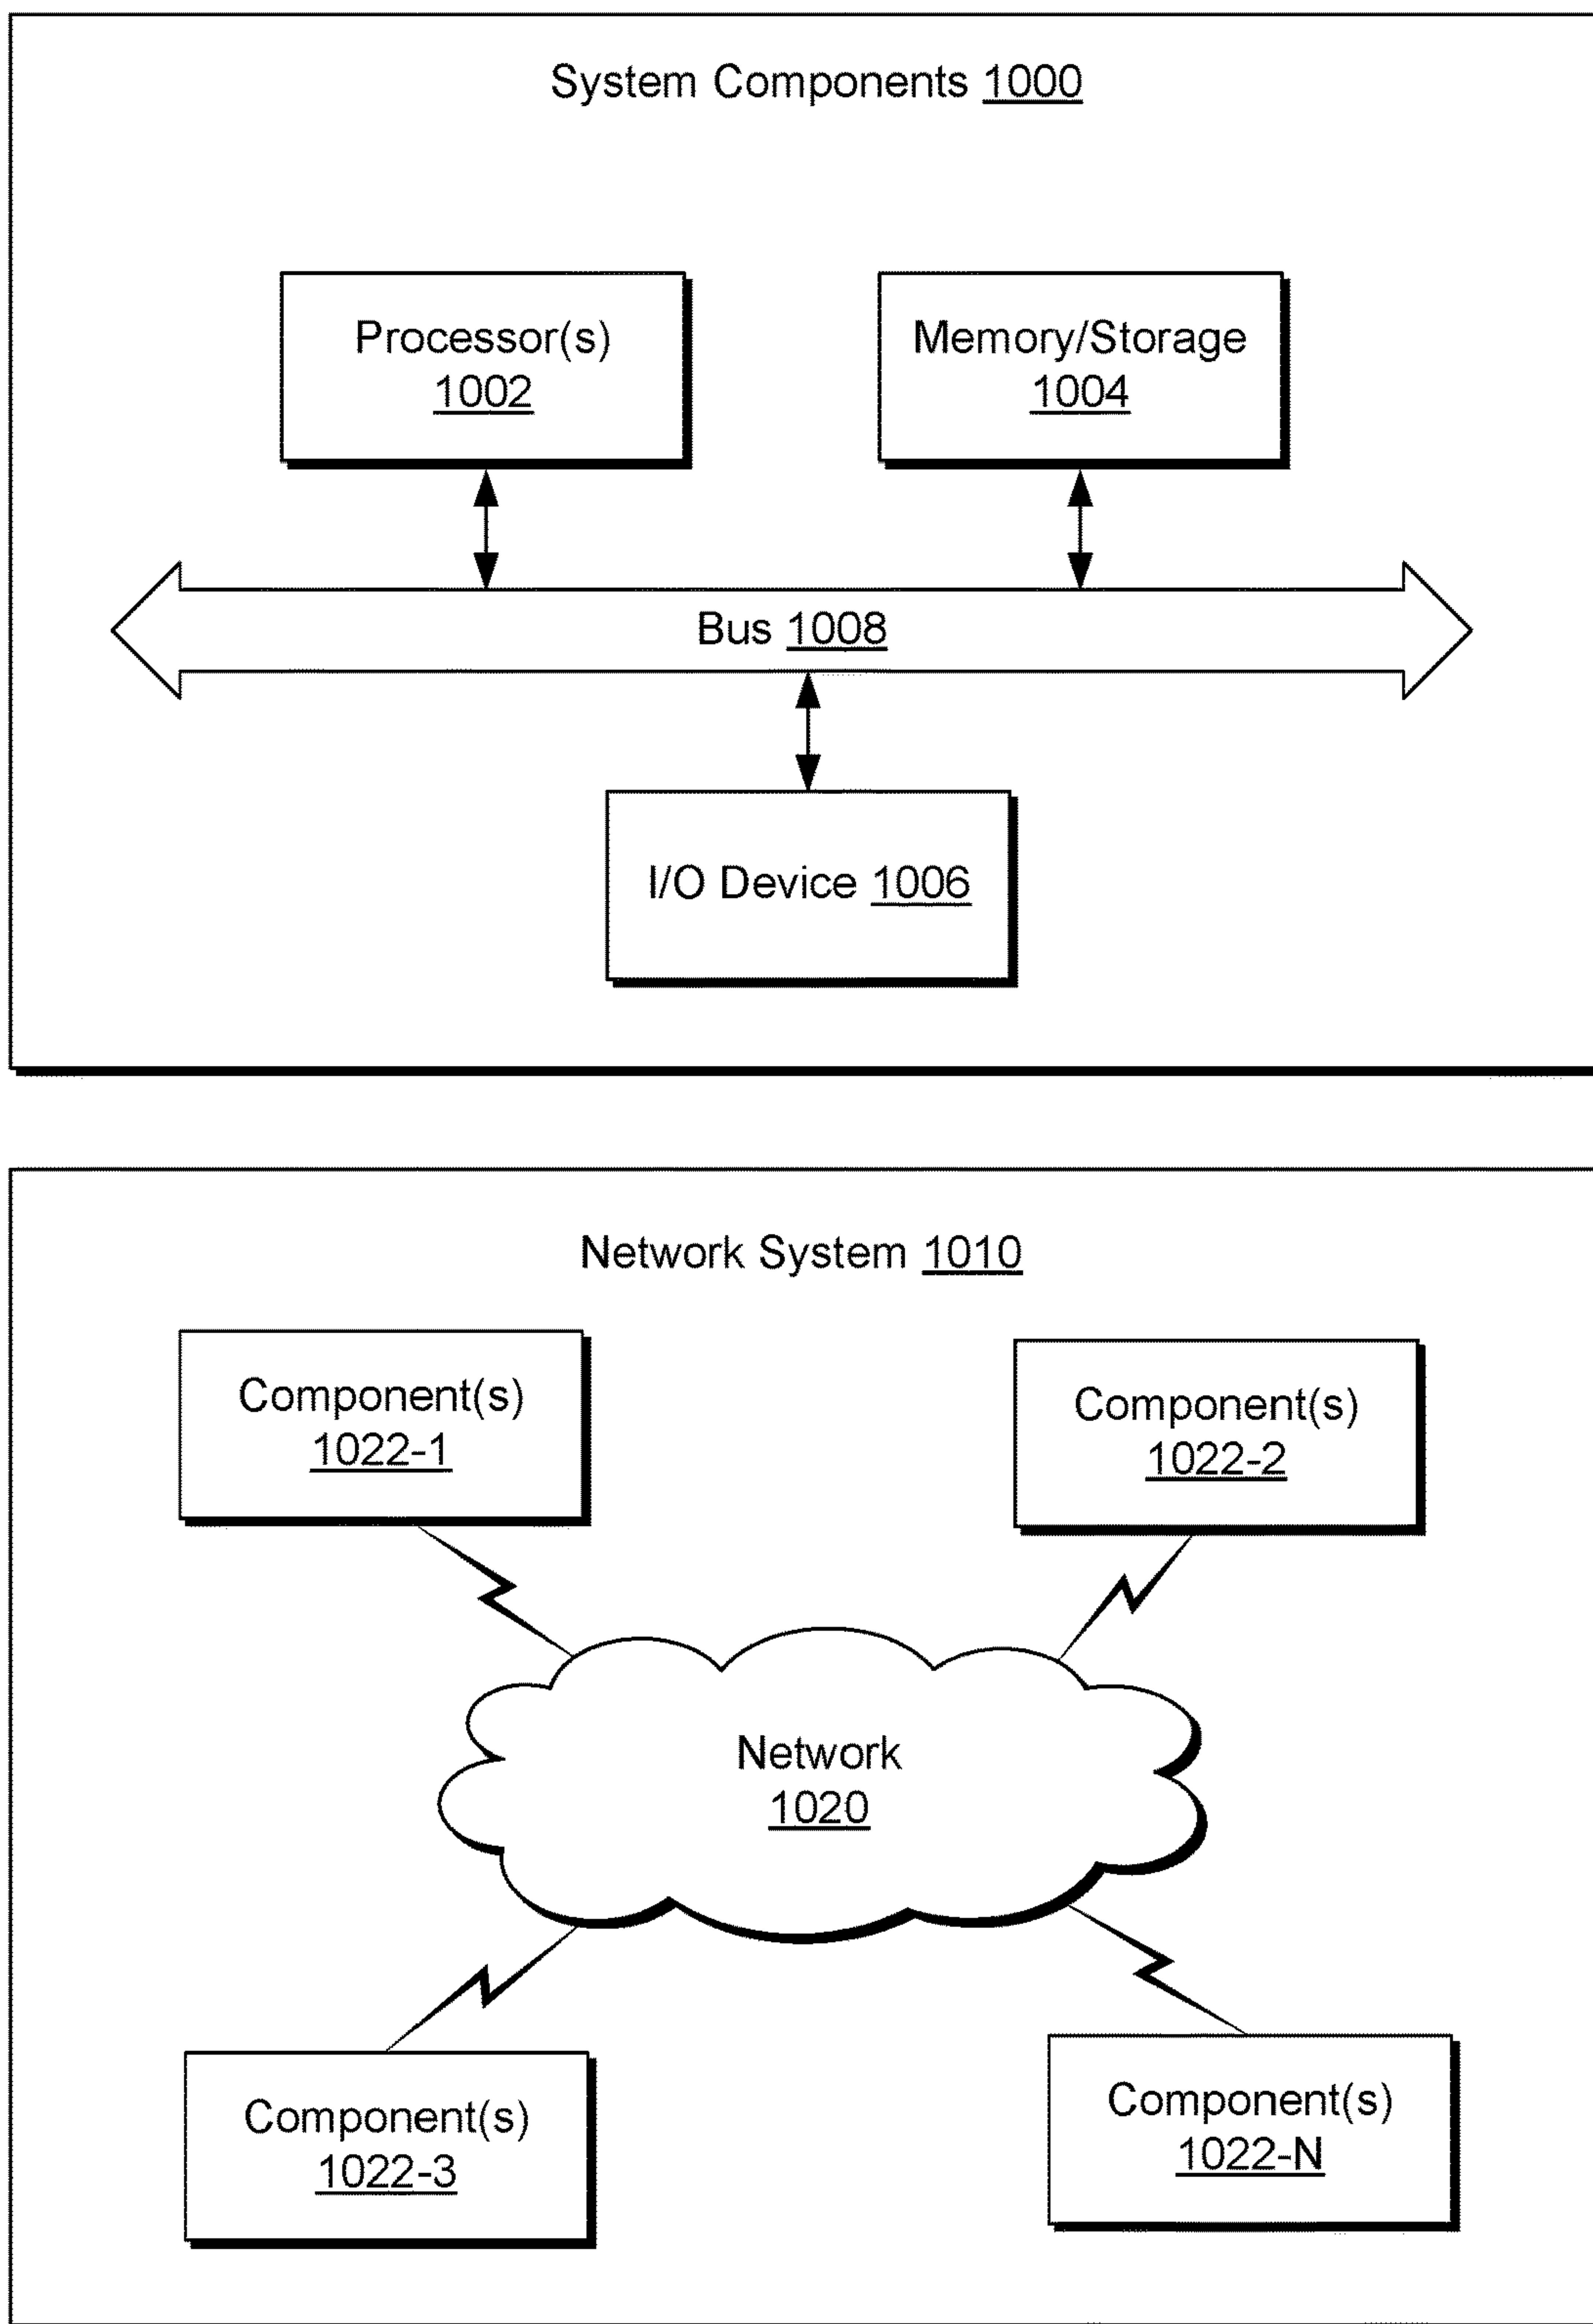 System Components 1000
Processor(s)
1002
Memory/Storage
1004
Bus 1008
I/O Device 1006
Network System 1010
Component(s)
1022-1
Component(s)
1022-2
Network
1020
Component(s)
1022-3
Component(s)
1022-N